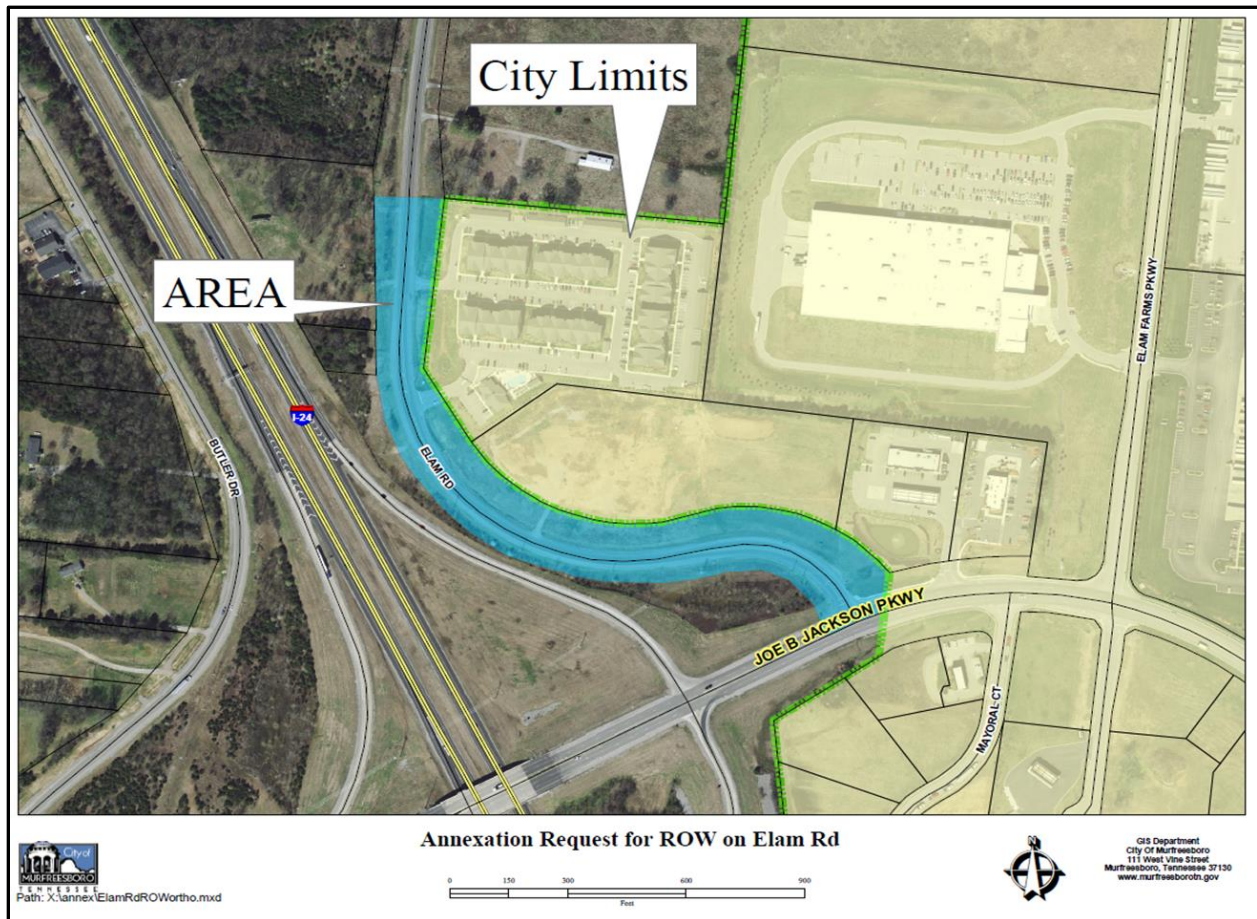 City Limits
AREA
ELAM FARMS PKWY
I-24
BUTLER DR
ELAM RD
JOE B JACKSON PKWY
MAYORAL CT
Annexation Request for ROW on Elam Rd
City of
MURFREESBORO
TENNESSEE
Path: X:\annex\ElamRdROWortho.mxd
0 150 300 600 900
Feet
N
GIS Department
City Of Murfreesboro
111 West Vine Street
Murfreesboro, Tennessee 37130
www.murfreesborotn.gov